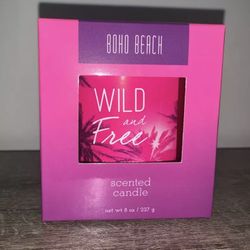 BOHO BEACH
WILD
and
Free
scented
candle
net wt 8 oz / 227 g